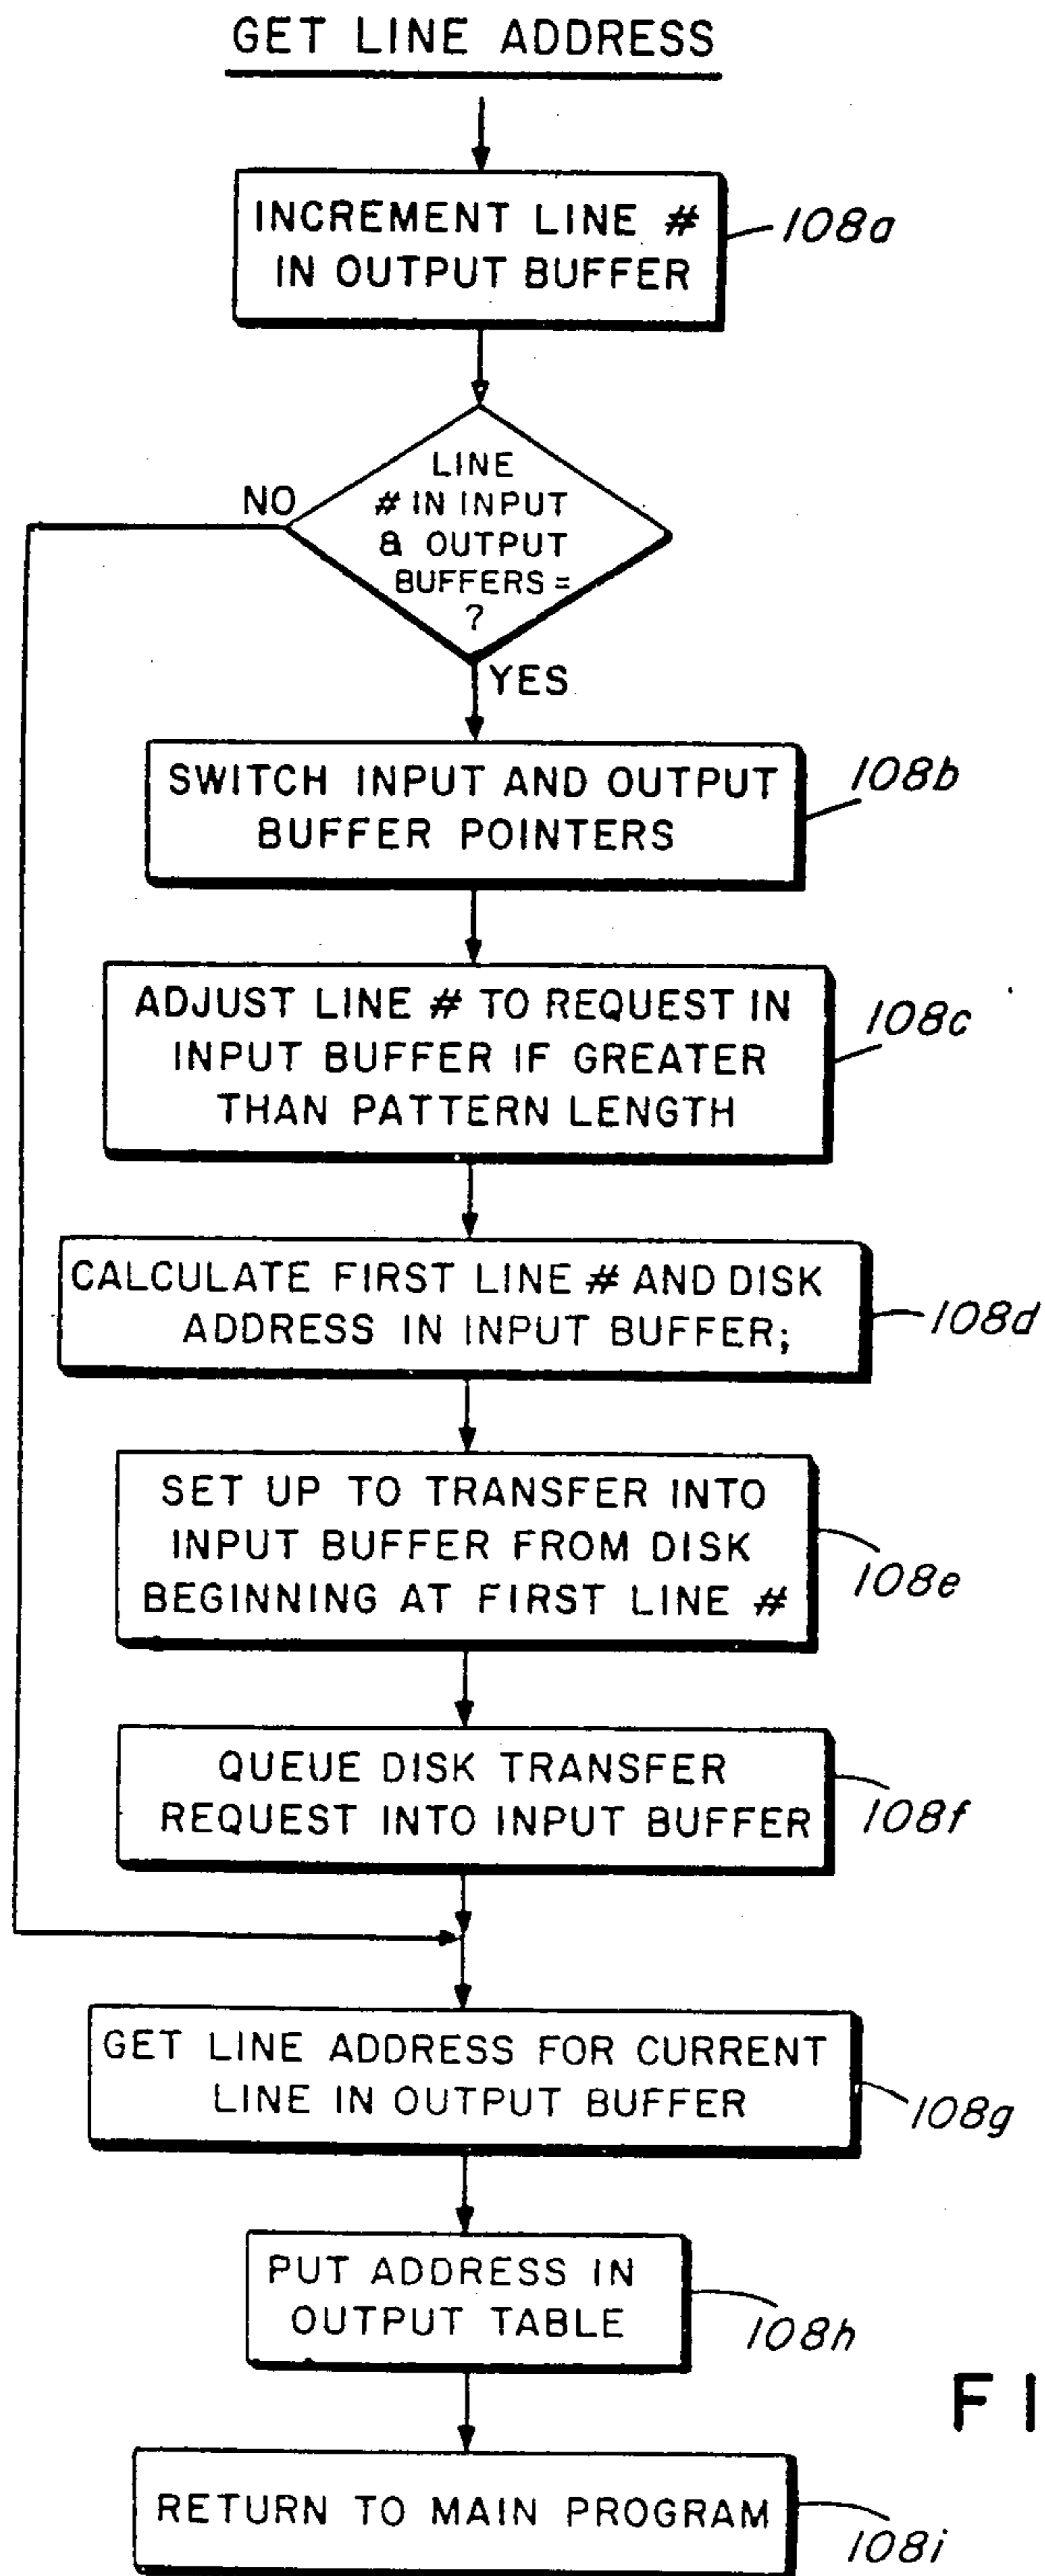 GET LINE ADDRESS
INCREMENT LINE #
IN OUTPUT BUFFER
108a
LINE
# IN INPUT
& OUTPUT
BUFFERS =
?
NO
YES
SWITCH INPUT AND OUTPUT
BUFFER POINTERS
108b
ADJUST LINE # TO REQUEST IN
INPUT BUFFER IF GREATER
THAN PATTERN LENGTH
108c
CALCULATE FIRST LINE # AND DISK
ADDRESS IN INPUT BUFFER;
108d
SET UP TO TRANSFER INTO
INPUT BUFFER FROM DISK
BEGINNING AT FIRST LINE #
108e
QUEUE DISK TRANSFER
REQUEST INTO INPUT BUFFER
108f
GET LINE ADDRESS FOR CURRENT
LINE IN OUTPUT BUFFER
108g
PUT ADDRESS IN
OUTPUT TABLE
108h
FI
RETURN TO MAIN PROGRAM
108i